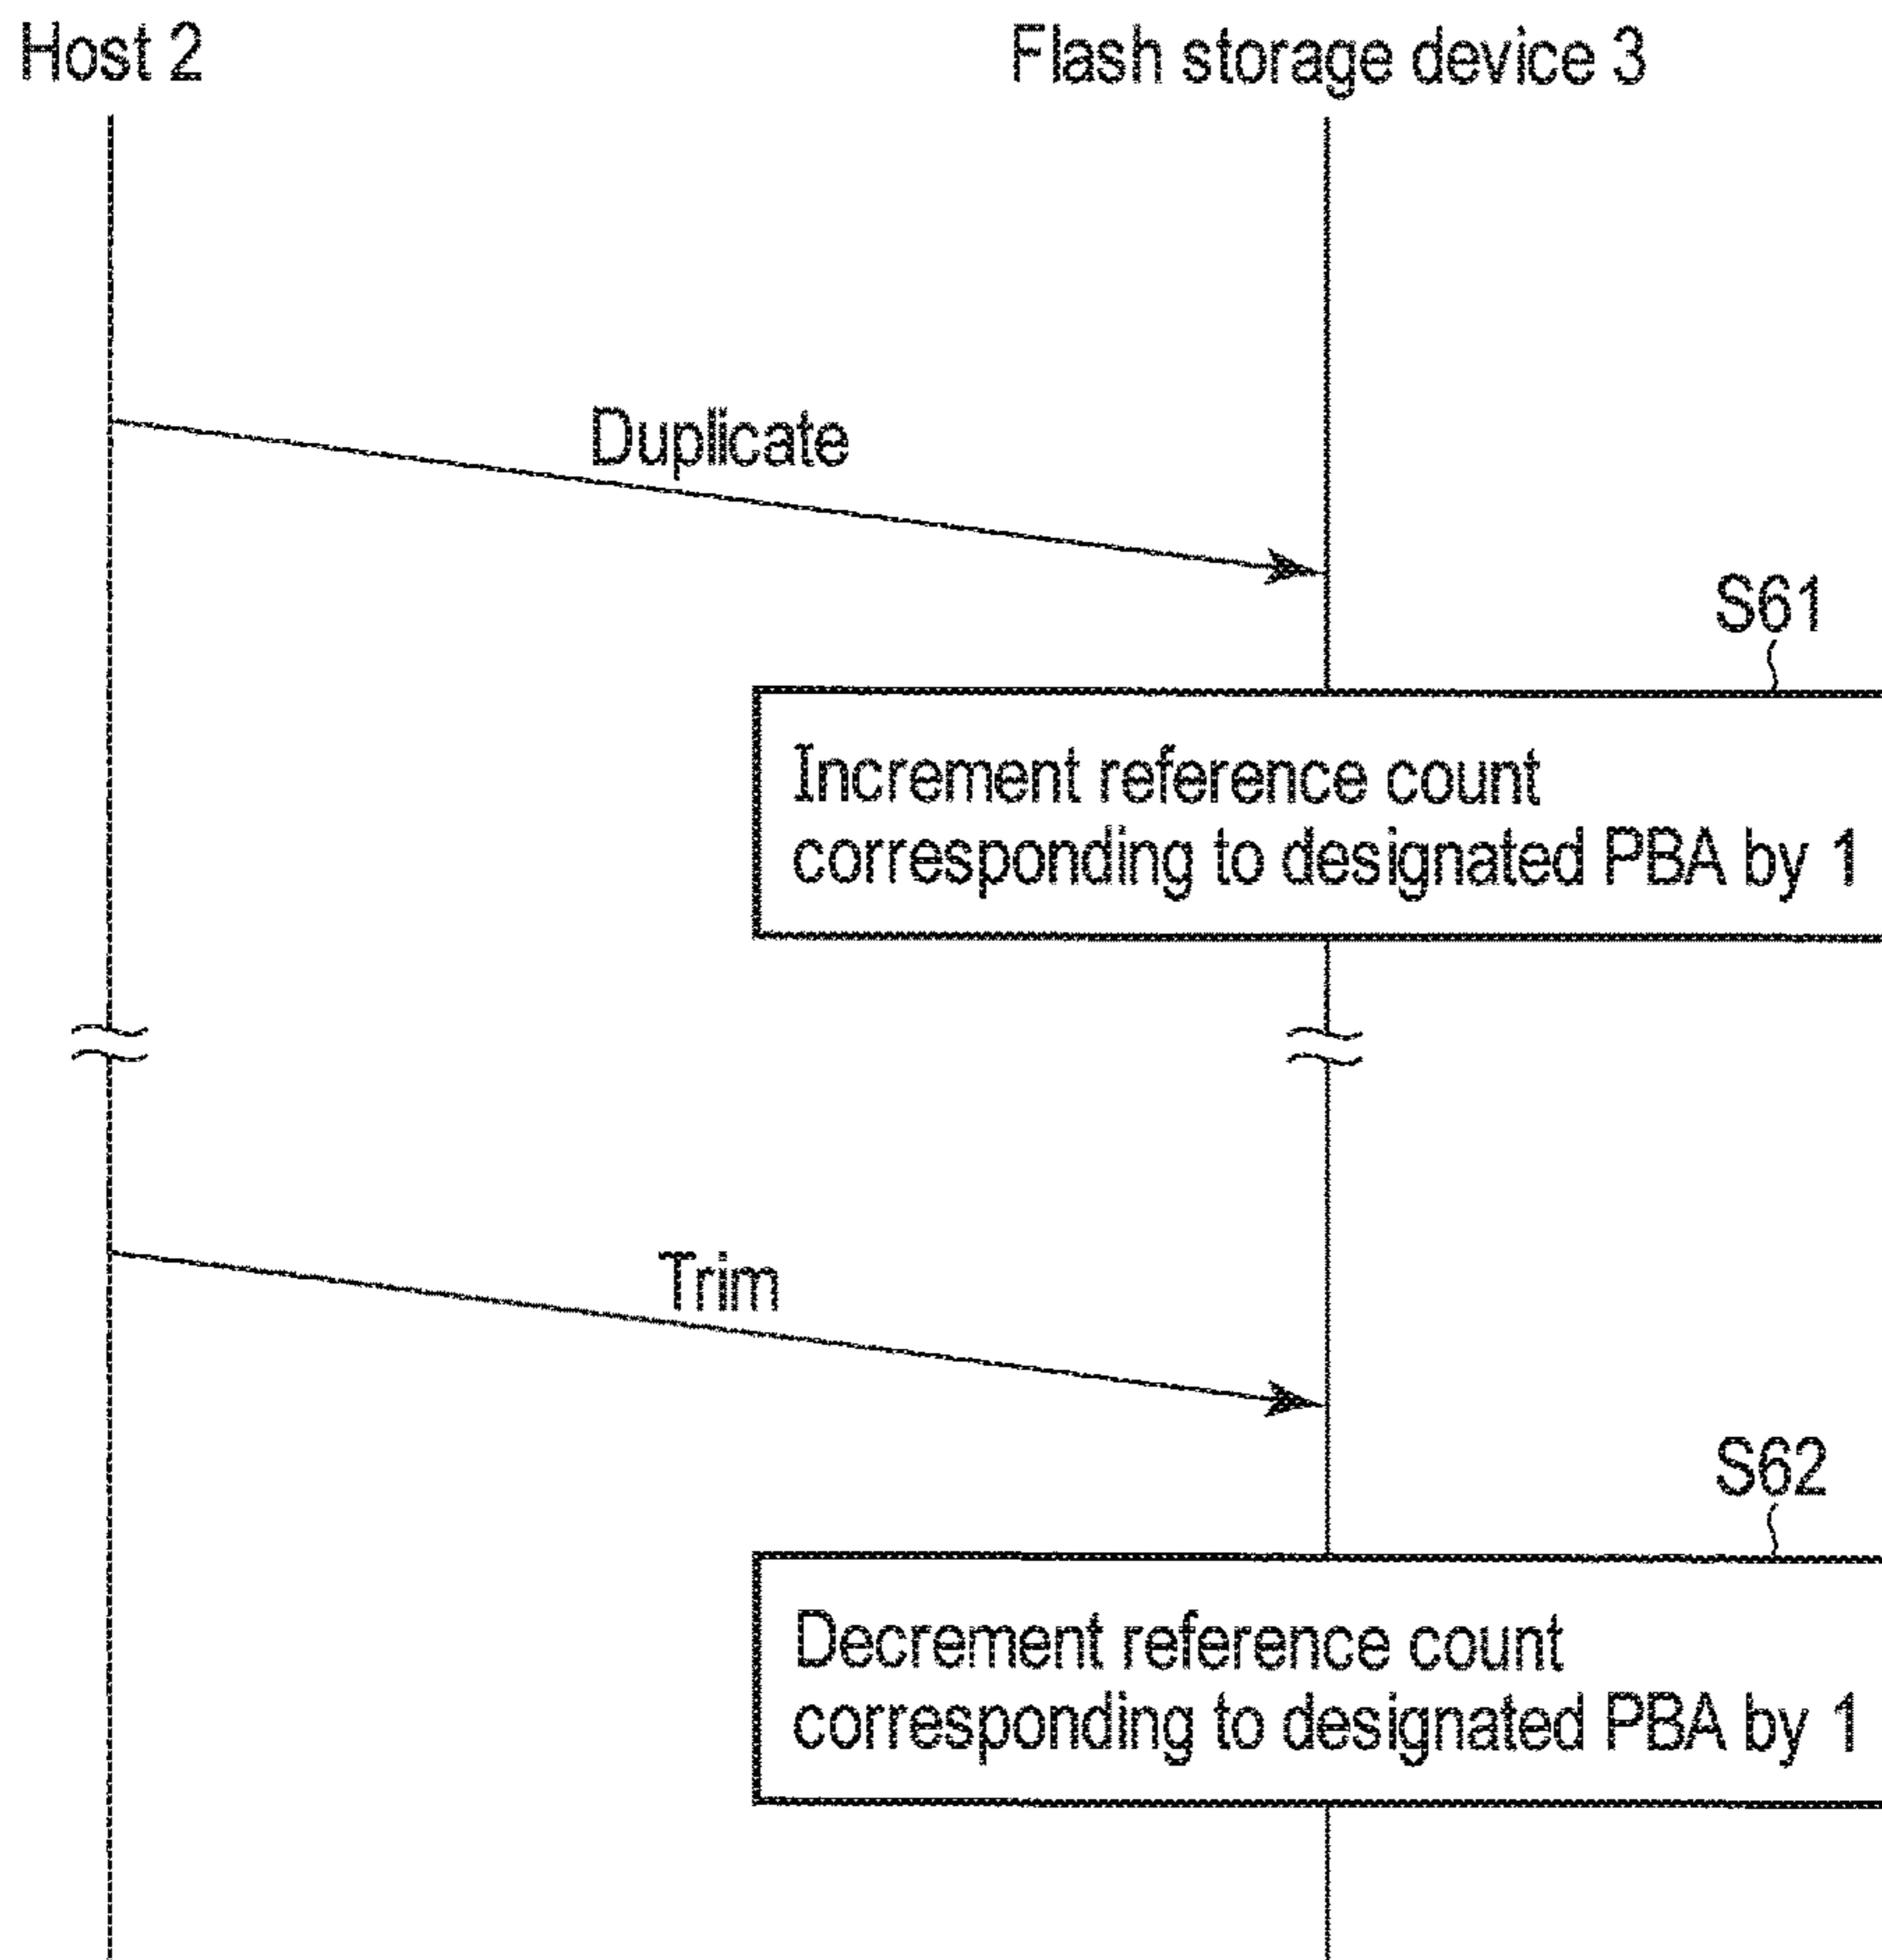 Host 2
Flash storage device 3
Duplicate
S61
Increment reference count
corresponding to designated PBA by 1
Trim
S62
Decrement reference count
corresponding to designated PBA by 1